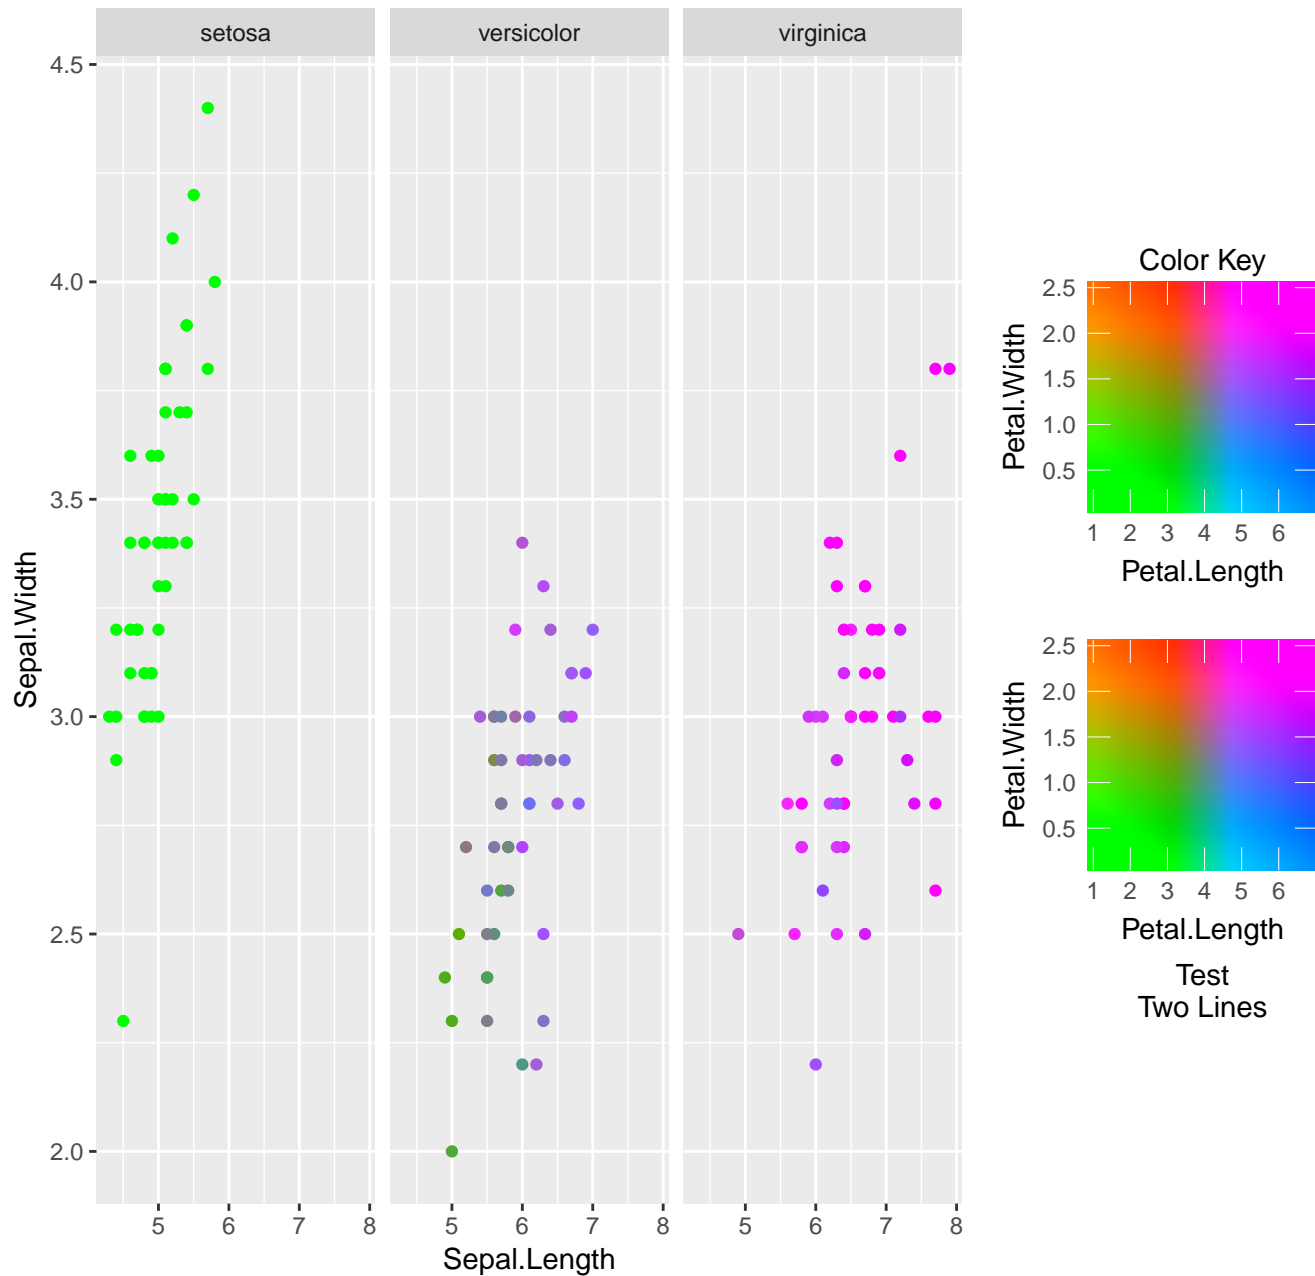 setosa
versicolor
virginica
4.5
4.0
3.5
3.0
2.5
2.0
Sepal.Width
5 6 7 8
5 6 7 8
5 6 7 8
Sepal.Length
Color Key
2.5
2.0
1.5
1.0
0.5
Petal.Width
1 2 3 4 5 6
Petal.Length
2.5
2.0
1.5
1.0
0.5
Petal.Width
1 2 3 4 5 6
Petal.Length
Test
Two Lines